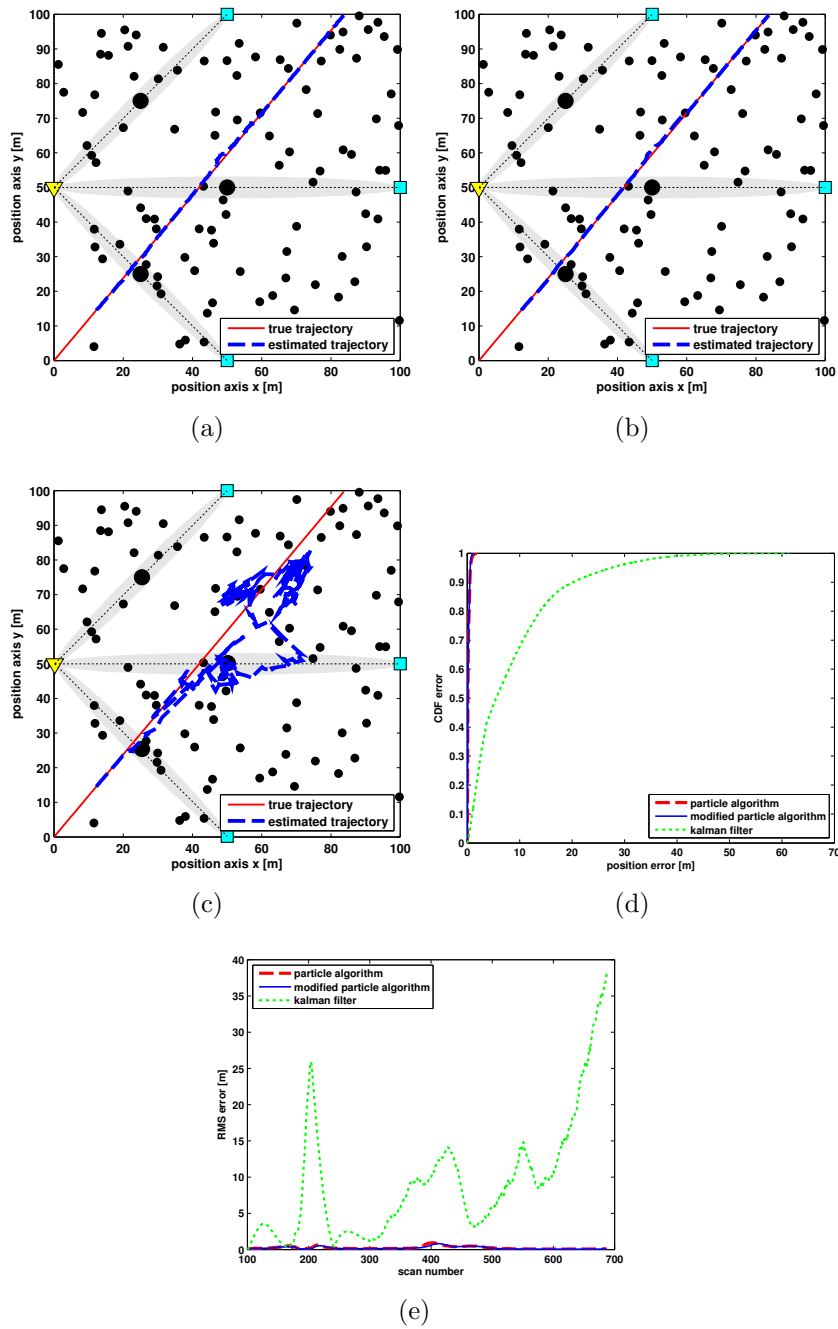 100
90
80
70
60
50
40
30
20
10
0
position axis y [m]
0 20 40 60 80 100
position axis x [m]
true trajectory
estimated trajectory
(a)
100
90
80
70
60
50
40
30
20
10
0
position axis y [m]
0 20 40 60 80 100
position axis x [m]
true trajectory
estimated trajectory
(b)
100
90
80
70
60
50
40
30
20
10
0
position axis y [m]
0 20 40 60 80 100
position axis x [m]
true trajectory
estimated trajectory
(c)
1
0.9
0.8
0.7
0.6
0.5
0.4
0.3
0.2
0.1
0
CDF error
0 10 20 30 40 50 60 70
position error [m]
particle algorithm
modified particle algorithm
kalman filter
(d)
40
35
30
25
20
15
10
5
0
RMS error [m]
100 200 300 400 500 600 700
scan number
particle algorithm
modified particle algorithm
kalman filter
(e)